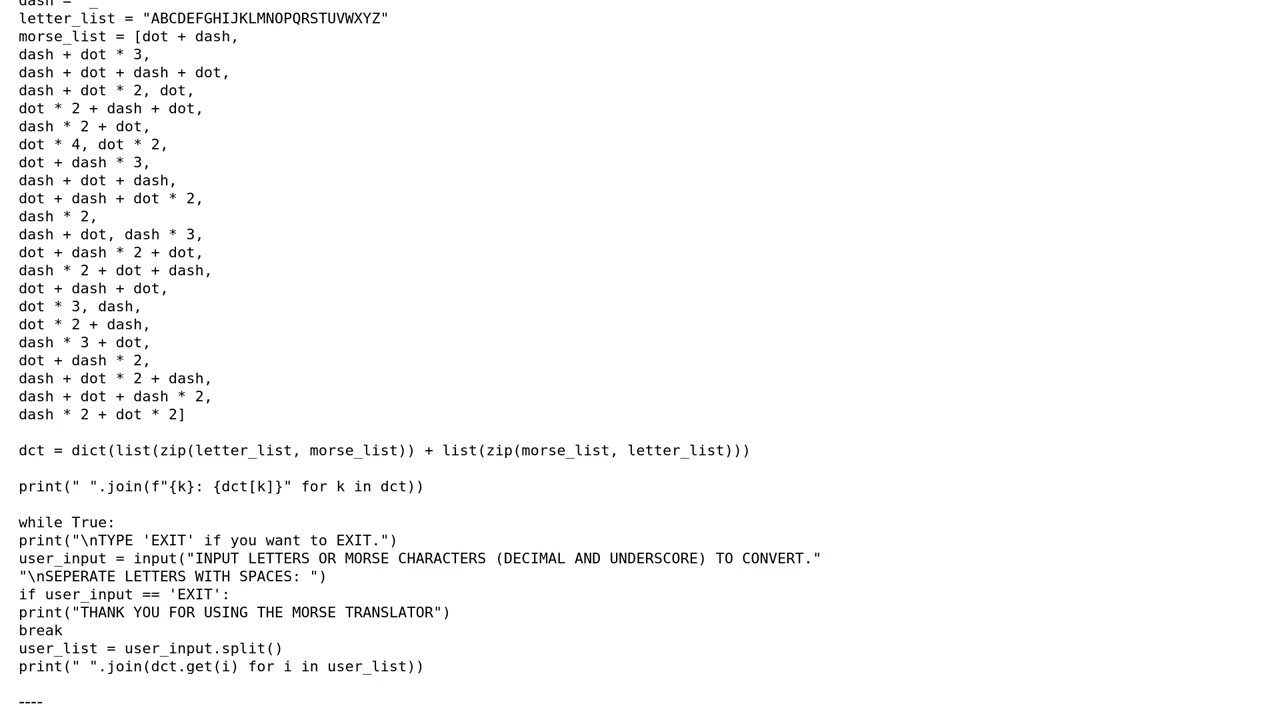 dash = "_"
letter_list = "ABCDEFGHIJKLMNOPQRSTUVWXYZ"
morse_list = [dot + dash,
dash + dot * 3,
dash + dot + dash + dot,
dash + dot * 2, dot,
dot * 2 + dash + dot,
dash * 2 + dot,
dot * 4, dot * 2,
dot + dash * 3,
dash + dot + dash,
dot + dash + dot * 2,
dash * 2,
dash + dot, dash * 3,
dot + dash * 2 + dot,
dash * 2 + dot + dash,
dot + dash + dot,
dot * 3, dash,
dot * 2 + dash,
dash * 3 + dot,
dot + dash * 2,
dash + dot * 2 + dash,
dash + dot + dash * 2,
dash * 2 + dot * 2]
dct = dict(list(zip(letter_list, morse_list)) + list(zip(morse_list, letter_list)))
print(" ".join(f"{k}: {dct[k]}" for k in dct))
while True:
print("\nTYPE 'EXIT' if you want to EXIT.")
user_input = input("INPUT LETTERS OR MORSE CHARACTERS (DECIMAL AND UNDERSCORE) TO CONVERT."
"\nSEPERATE LETTERS WITH SPACES: ")
if user_input == 'EXIT':
print("THANK YOU FOR USING THE MORSE TRANSLATOR")
break
user_list = user_input.split()
print(" ".join(dct.get(i) for i in user_list))
----